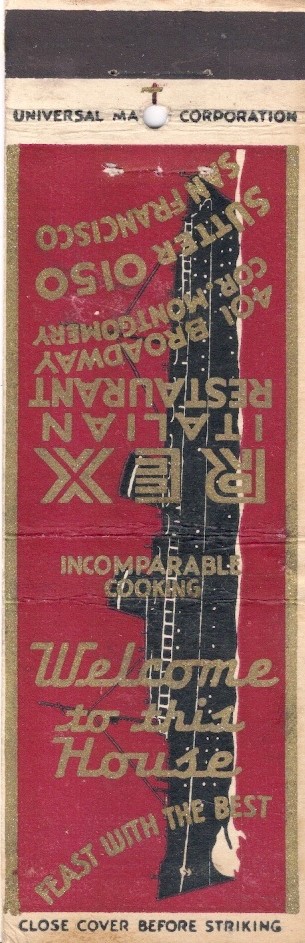 UNIVERSAL MA CORPORATION
REX
ITALIAN
RESTAURANT
401 BROADWAY
COR. MONTGOMERY
SUTTER 0150
SAN FRANCISCO
INCOMPARABLE
COOKING
Welcome
to this
House
FEAST WITH THE BEST
CLOSE COVER BEFORE STRIKING